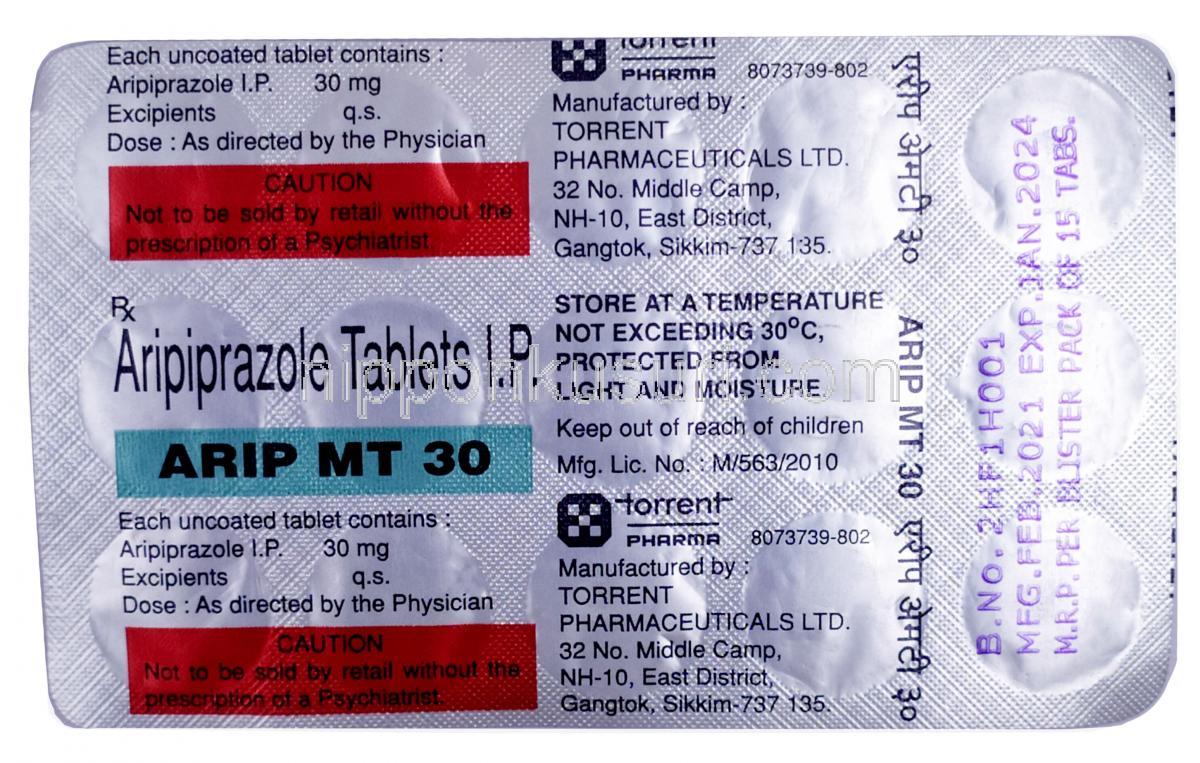 Each uncoated tablet contains :
Aripiprazole I.P. 30 mg
Excipients q.s.
Dose : As directed by the Physician
CAUTION
Not to be sold by retail without the
prescription of a Psychiatrist.
Rx
Aripiprazole Tablets I.P.
ARIP MT 30
Each uncoated tablet contains :
Aripiprazole I.P. 30 mg
Excipients q.s.
Dose : As directed by the Physician
CAUTION
Not to be sold by retail without the
prescription of a Psychiatrist.
torrent
PHARMA 8073739-802
Manufactured by :
TORRENT
PHARMACEUTICALS LTD.
32 No. Middle Camp,
NH-10, East District,
Gangtok, Sikkim-737 135.
STORE AT A TEMPERATURE
NOT EXCEEDING 30°C,
PROTECTED FROM
LIGHT AND MOISTURE
Keep out of reach of children
Mfg. Lic. No. : M/563/2010
torrent
PHARMA 8073739-802
Manufactured by :
TORRENT
PHARMACEUTICALS LTD.
32 No. Middle Camp,
NH-10, East District,
Gangtok, Sikkim-737 135.
एरीप अेमटी ३० ARIP MT 30 एरीप अेमटी ३०
B.No. 2HF1H001
MFG.FEB.2021 EXP.JAN.2024
M.R.P.PER BLISTER PACK OF 15 TABS.
nipponkusuri.com